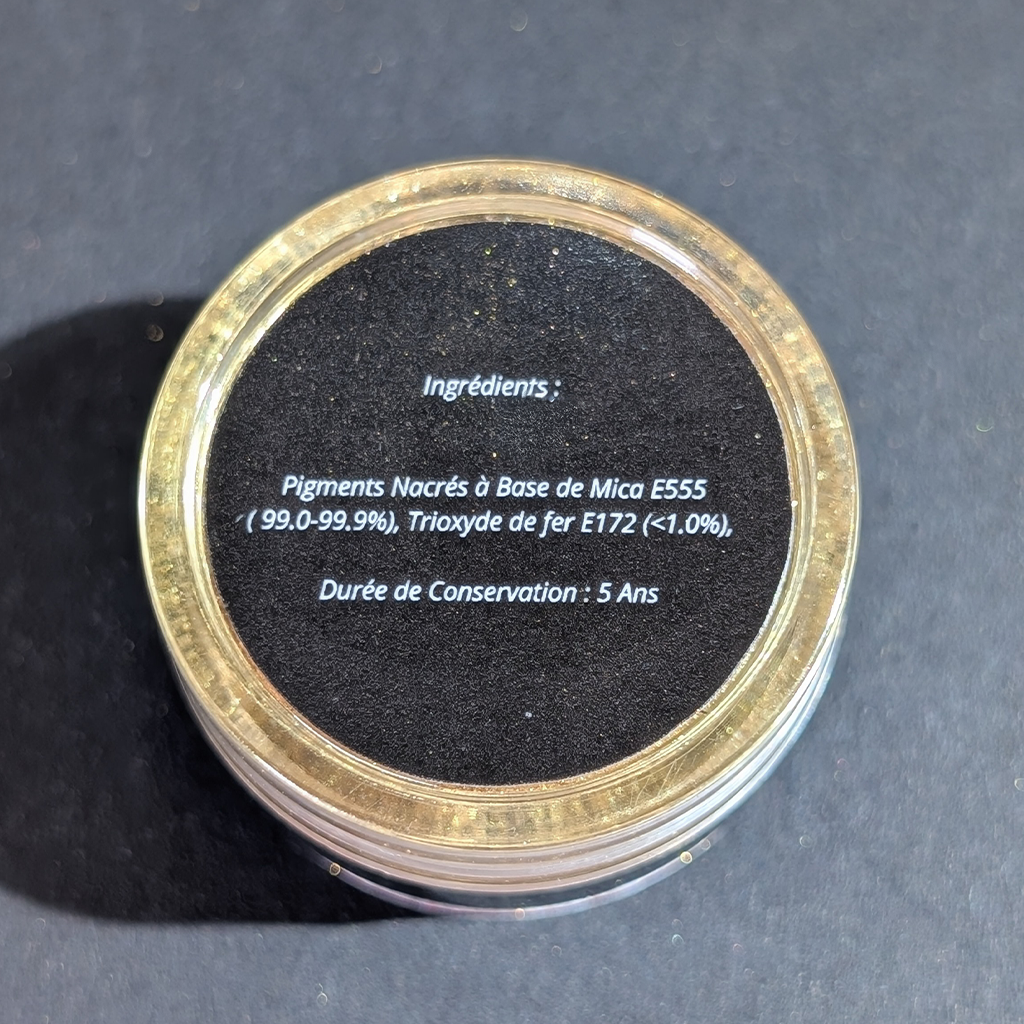 Ingrédients :
Pigments Nacrés à Base de Mica E555
( 99.0-99.9%), Trioxyde de fer E172 (<1.0%),
Durée de Conservation : 5 Ans